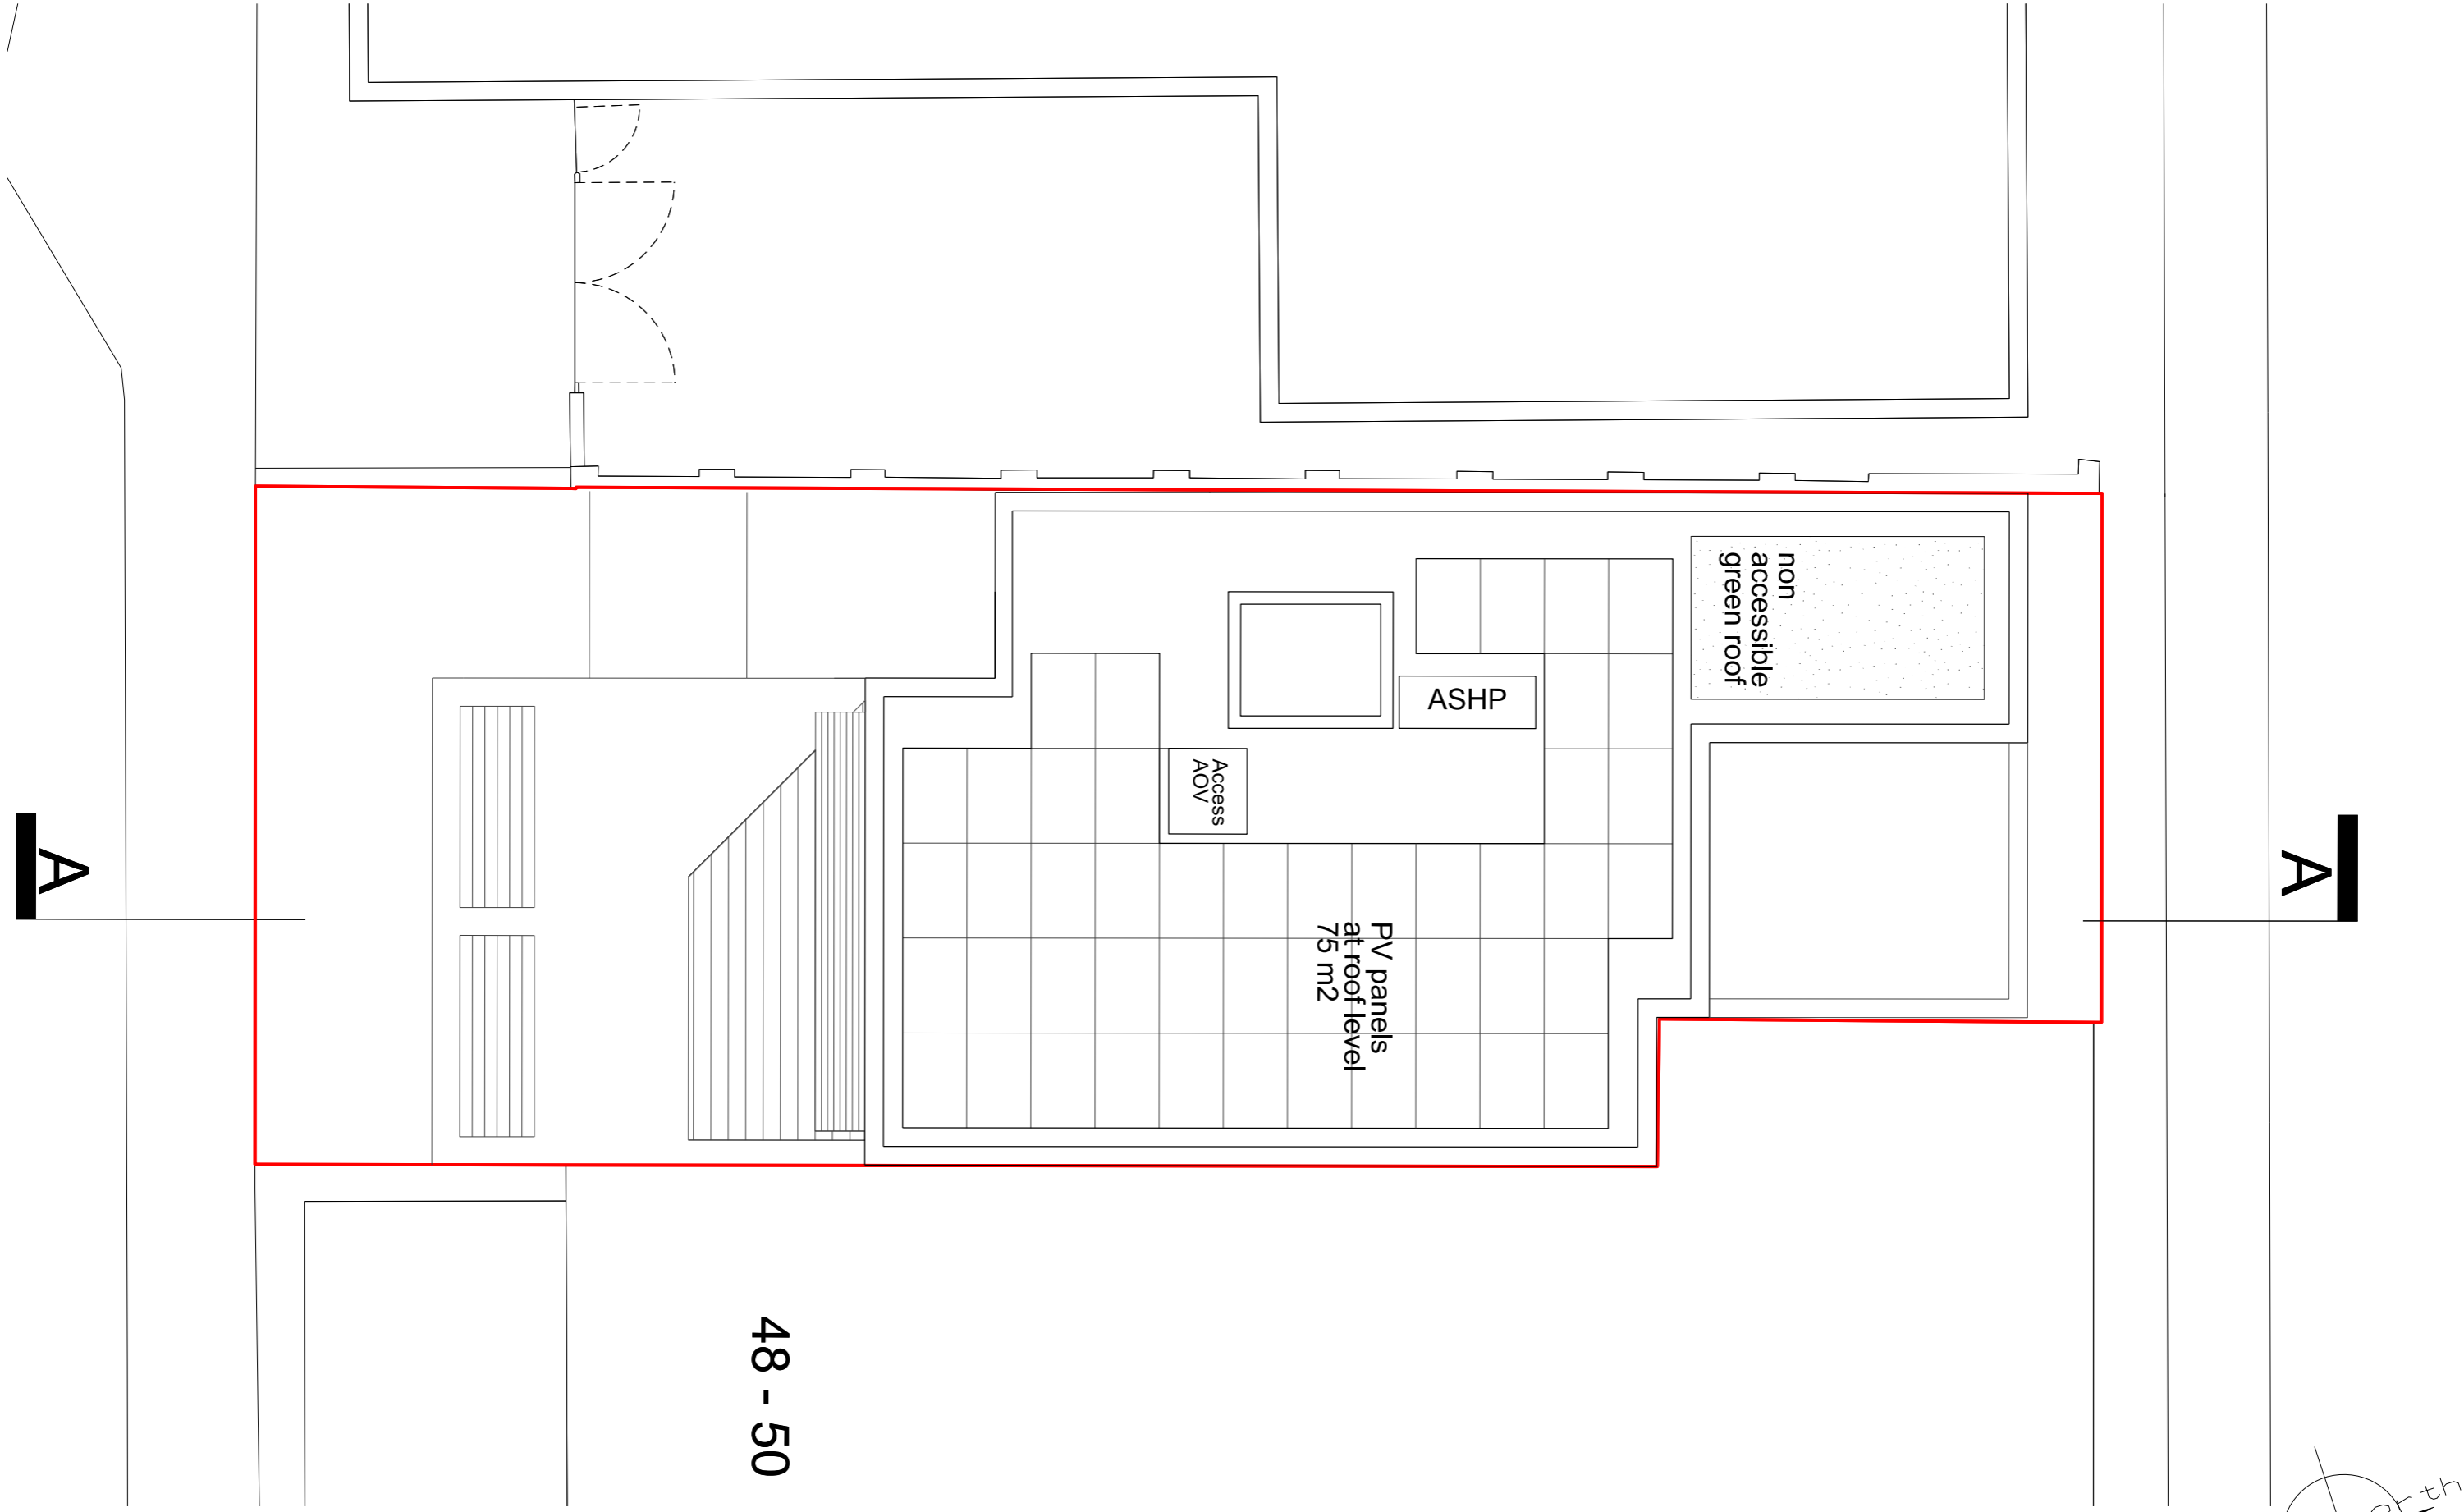 non
accessible
green roof
ASHP
Access
AOV
PV panels
at roof level
75 m2
A
A
48 - 50